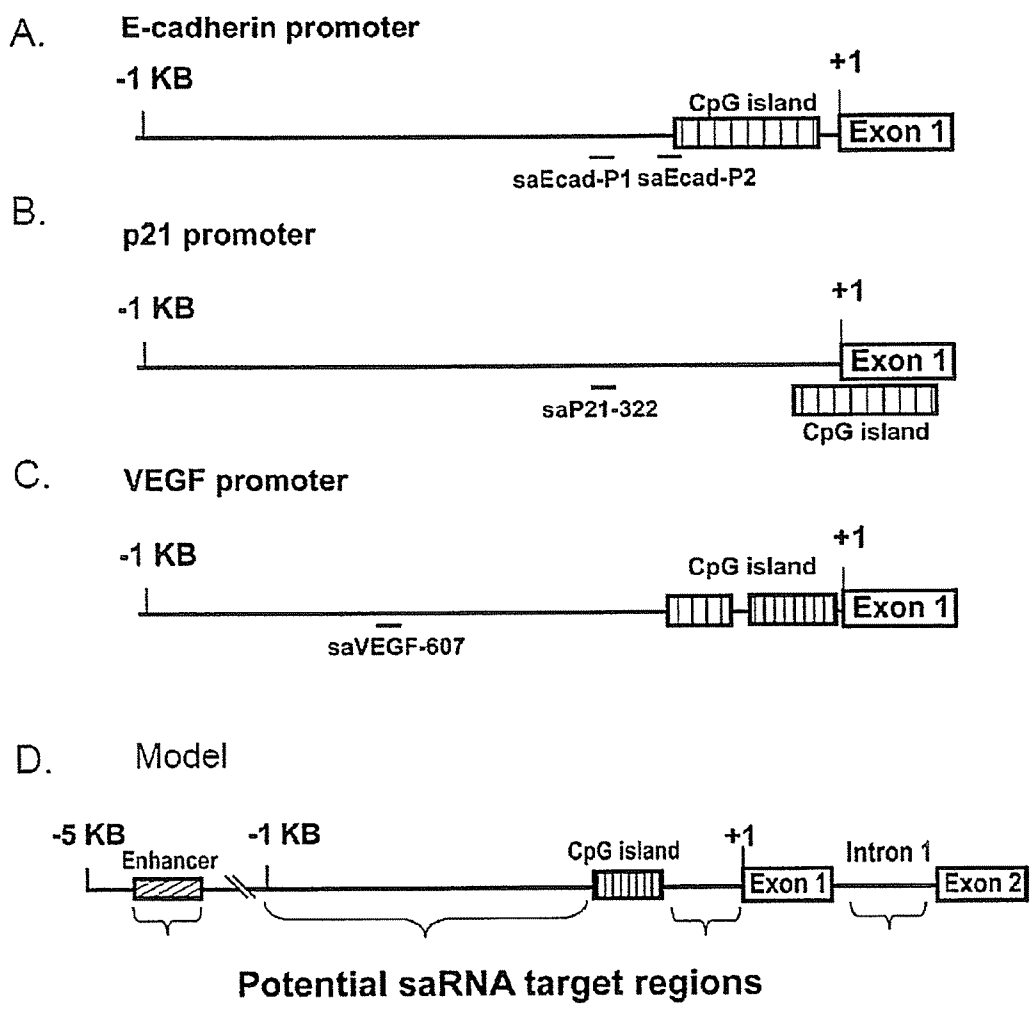 A.
E-cadherin promoter
-1 KB
+1
CpG island
Exon 1
saEcad-P1 saEcad-P2
B.
p21 promoter
-1 KB
+1
Exon 1
saP21-322
CpG island
C.
VEGF promoter
-1 KB
+1
CpG island
Exon 1
saVEGF-607
D. Model
-5 KB -1 KB +1
Enhancer CpG island Intron 1
Exon 1 Exon 2
Potential saRNA target regions